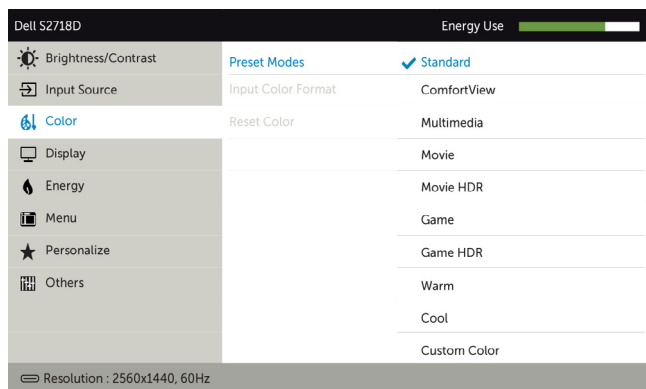 Dell S2718D
Energy Use
Brightness/Contrast
Input Source
Color
Display
Energy
Menu
Personalize
Others
Preset Modes
Input Color Format
Reset Color
Standard
ComfortView
Multimedia
Movie
Movie HDR
Game
Game HDR
Warm
Cool
Custom Color
Resolution : 2560x1440, 60Hz